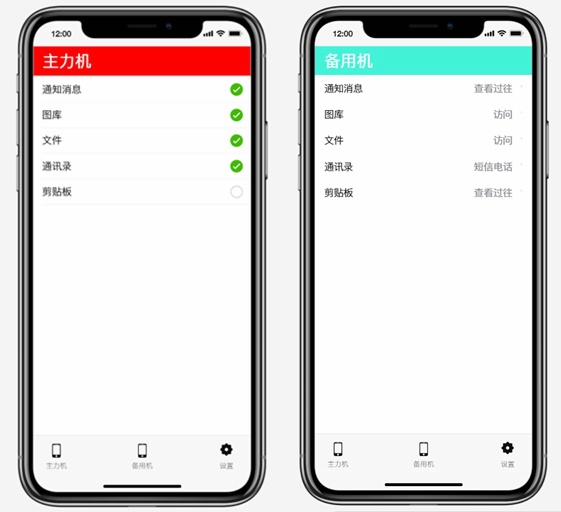 12:00
主力机
通知消息
图库
文件
通讯录
剪贴板
主力机 备用机 设置
12:00
备用机
通知消息 查看过往
图库 访问
文件 访问
通讯录 短信电话
剪贴板 查看过往
主力机 备用机 设置